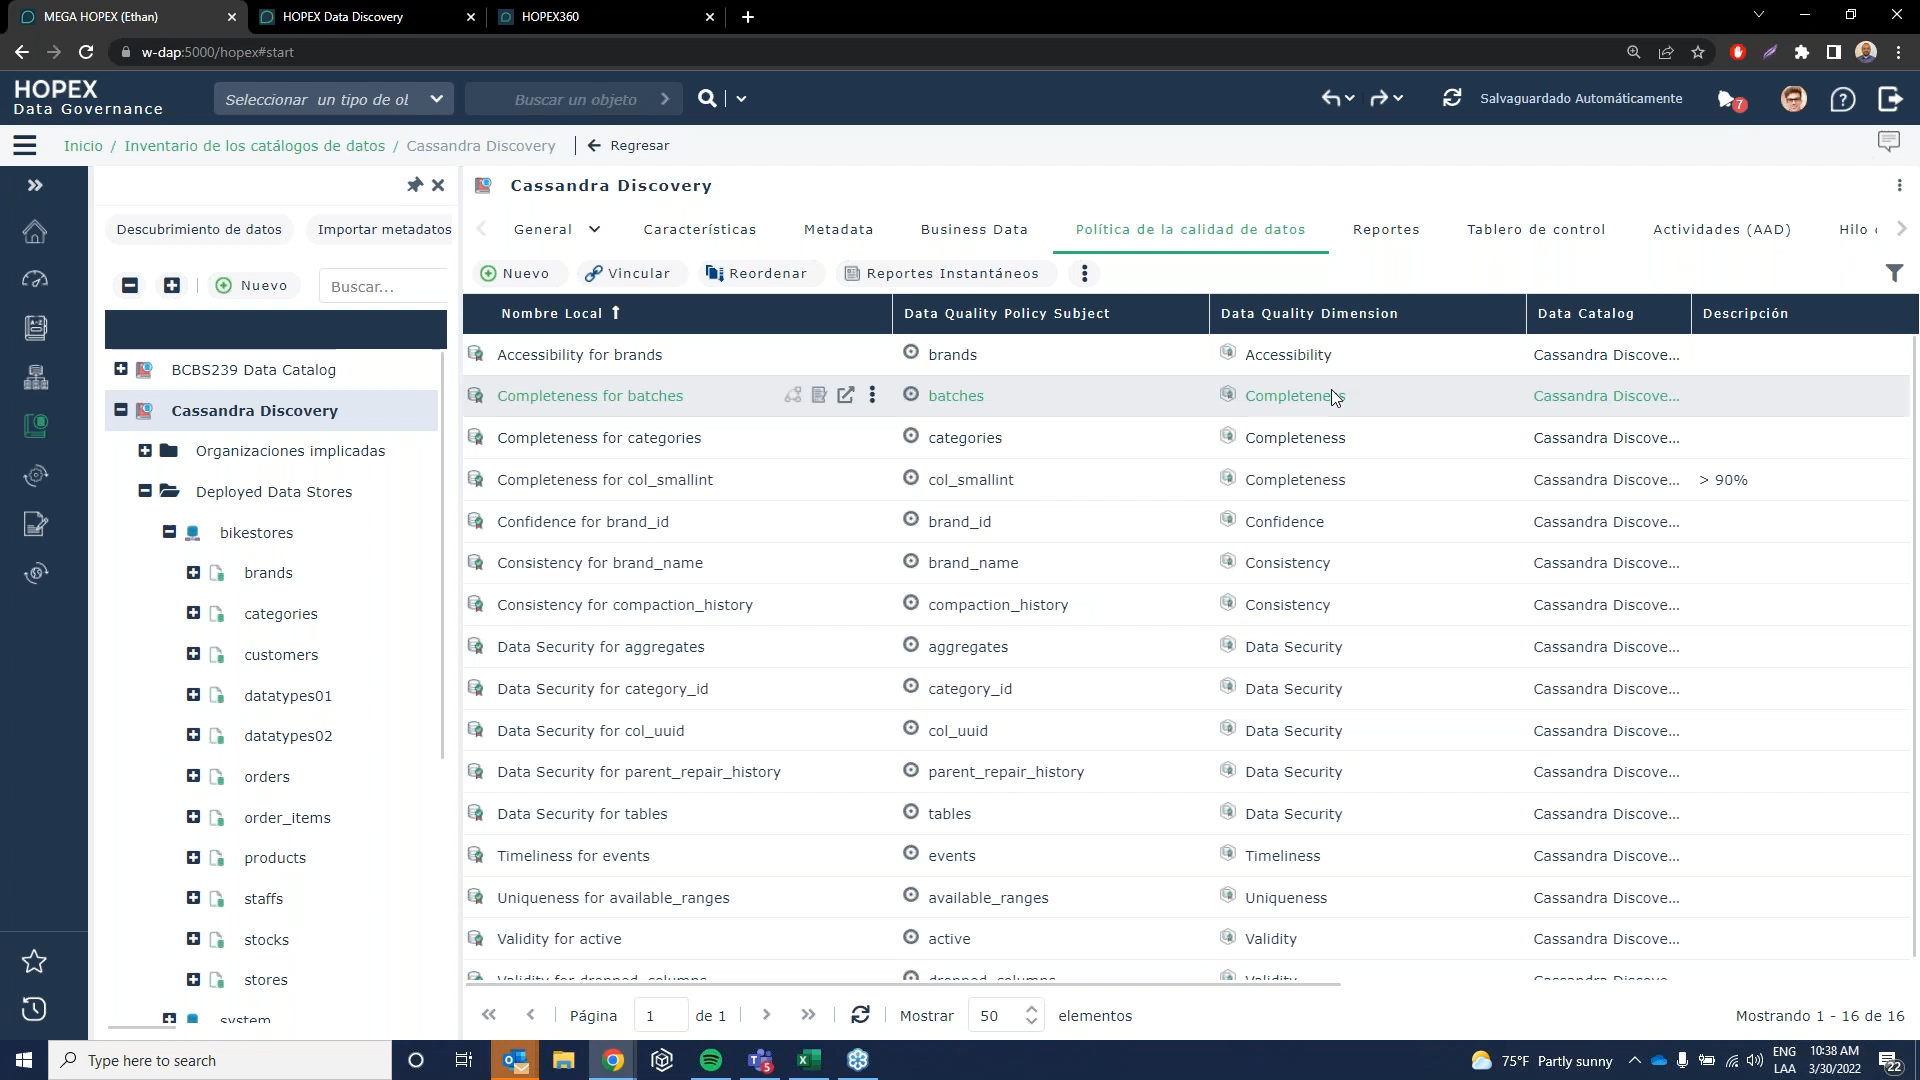 MEGA HOPEX (Ethan)
HOPEX Data Discovery
HOPEX360
w-dap:5000/hopex#start
HOPEX
Data Governance
Seleccionar un tipo de ol
Buscar un objeto
Salvaguardado Automáticamente
7
Inicio / Inventario de los catálogos de datos / Cassandra Discovery
Regresar
Descubrimiento de datos
Importar metadatos
Nuevo
Buscar...
BCBS239 Data Catalog
Cassandra Discovery
Organizaciones implicadas
Deployed Data Stores
bikestores
brands
categories
customers
datatypes01
datatypes02
orders
order_items
products
staffs
stocks
stores
system
Cassandra Discovery
General
Características
Metadata
Business Data
Política de la calidad de datos
Reportes
Tablero de control
Actividades (AAD)
Hilo
Nuevo
Vincular
Reordenar
Reportes Instantáneos
Nombre Local Data Quality Policy Subject Data Quality Dimension Data Catalog Descripción
Accessibility for brands brands Accessibility Cassandra Discove...
Completeness for batches batches Completeness Cassandra Discove...
Completeness for categories categories Completeness Cassandra Discove...
Completeness for col_smallint col_smallint Completeness Cassandra Discove... > 90%
Confidence for brand_id brand_id Confidence Cassandra Discove...
Consistency for brand_name brand_name Consistency Cassandra Discove...
Consistency for compaction_history compaction_history Consistency Cassandra Discove...
Data Security for aggregates aggregates Data Security Cassandra Discove...
Data Security for category_id category_id Data Security Cassandra Discove...
Data Security for col_uuid col_uuid Data Security Cassandra Discove...
Data Security for parent_repair_history parent_repair_history Data Security Cassandra Discove...
Data Security for tables tables Data Security Cassandra Discove...
Timeliness for events events Timeliness Cassandra Discove...
Uniqueness for available_ranges available_ranges Uniqueness Cassandra Discove...
Validity for active active Validity Cassandra Discove...
Validity for dropped_columns dropped_columns Validity Cassandra Discove...
Página 1 de 1
Mostrar 50 elementos
Mostrando 1 - 16 de 16
Type here to search
5
75°F Partly sunny
ENG
LAA
10:38 AM
3/30/2022
22